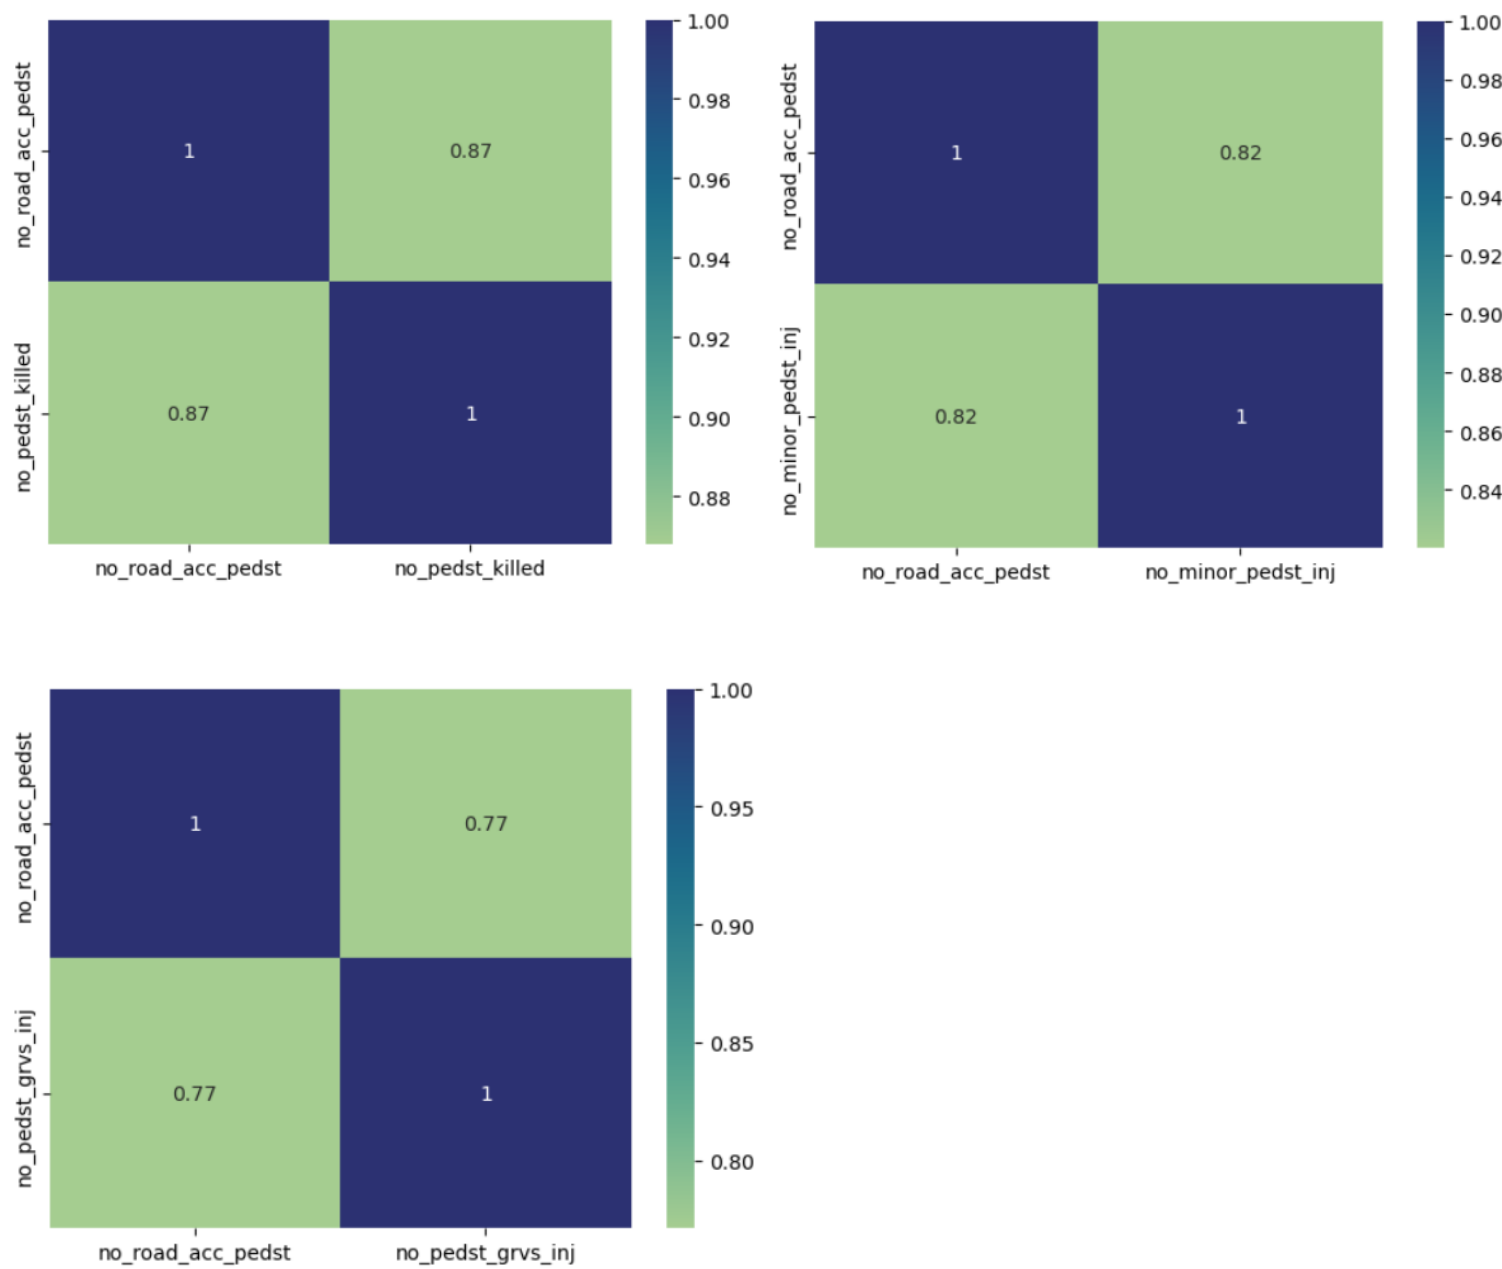 no_road_acc_pedst
no_pedst_killed
1
0.87
0.87
1
no_road_acc_pedst
no_pedst_killed
1.00
0.98
0.96
0.94
0.92
0.90
0.88
no_road_acc_pedst
no_minor_pedst_inj
1
0.82
0.82
1
no_road_acc_pedst
no_minor_pedst_inj
1.00
0.98
0.96
0.94
0.92
0.90
0.88
0.86
0.84
no_road_acc_pedst
no_pedst_grvs_inj
1
0.77
0.77
1
no_road_acc_pedst
no_pedst_grvs_inj
1.00
0.95
0.90
0.85
0.80